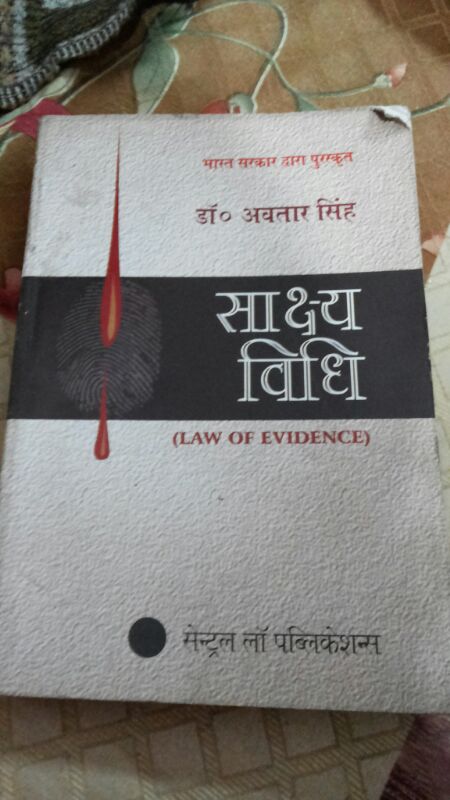 भारत सरकार द्वारा पुरस्कृत
डॉ० अवतार सिंह
साक्ष्य
विधि
(LAW OF EVIDENCE)
सेन्ट्रल लॉ पब्लिकेशन्स